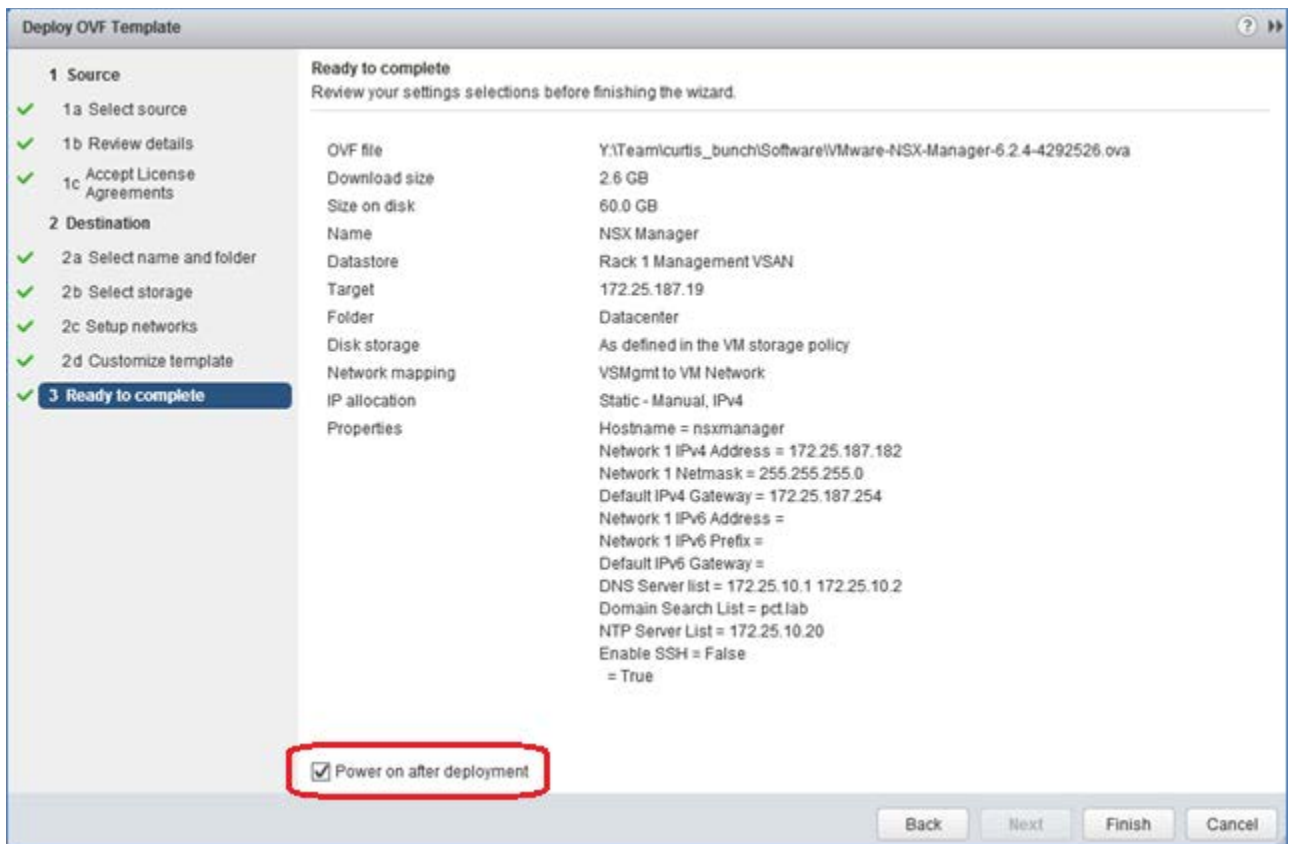 Deploy OVF Template
?
1 Source
1a Select source
1b Review details
1c Accept License
Agreements
2 Destination
2a Select name and folder
2b Select storage
2c Setup networks
2d Customize template
3 Ready to complete
Ready to complete
Review your settings selections before finishing the wizard.
OVF file Y:\Team\curtis_bunch\Software\VMware-NSX-Manager-6.2.4-4292526.ova
Download size 2.6 GB
Size on disk 60.0 GB
Name NSX Manager
Datastore Rack 1 Management VSAN
Target 172.25.187.19
Folder Datacenter
Disk storage As defined in the VM storage policy
Network mapping VSMgmt to VM Network
IP allocation Static - Manual, IPv4
Properties Hostname = nsxmanager
Network 1 IPv4 Address = 172.25.187.182
Network 1 Netmask = 255.255.255.0
Default IPv4 Gateway = 172.25.187.254
Network 1 IPv6 Address =
Network 1 IPv6 Prefix =
Default IPv6 Gateway =
DNS Server list = 172.25.10.1 172.25.10.2
Domain Search List = pct.lab
NTP Server List = 172.25.10.20
Enable SSH = False
= True
Power on after deployment
Back Next Finish Cancel